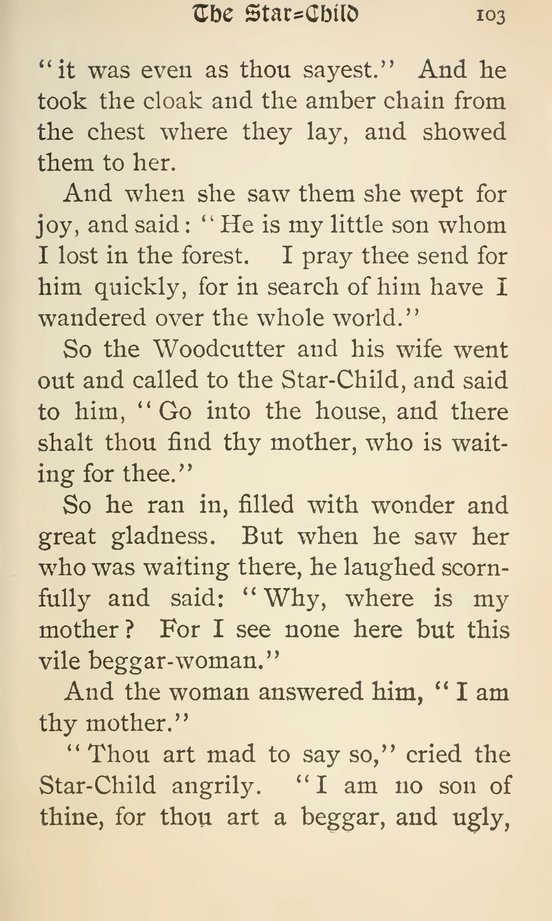 The Star-Child 103
“it was even as thou sayest.” And he
took the cloak and the amber chain from
the chest where they lay, and showed
them to her.
And when she saw them she wept for
joy, and said: “He is my little son whom
I lost in the forest. I pray thee send for
him quickly, for in search of him have I
wandered over the whole world.”
So the Woodcutter and his wife went
out and called to the Star-Child, and said
to him, “Go into the house, and there
shalt thou find thy mother, who is wait-
ing for thee.”
So he ran in, filled with wonder and
great gladness. But when he saw her
who was waiting there, he laughed scorn-
fully and said: “Why, where is my
mother? For I see none here but this
vile beggar-woman.”
And the woman answered him, “I am
thy mother.”
“Thou art mad to say so,” cried the
Star-Child angrily. “I am no son of
thine, for thou art a beggar, and ugly,